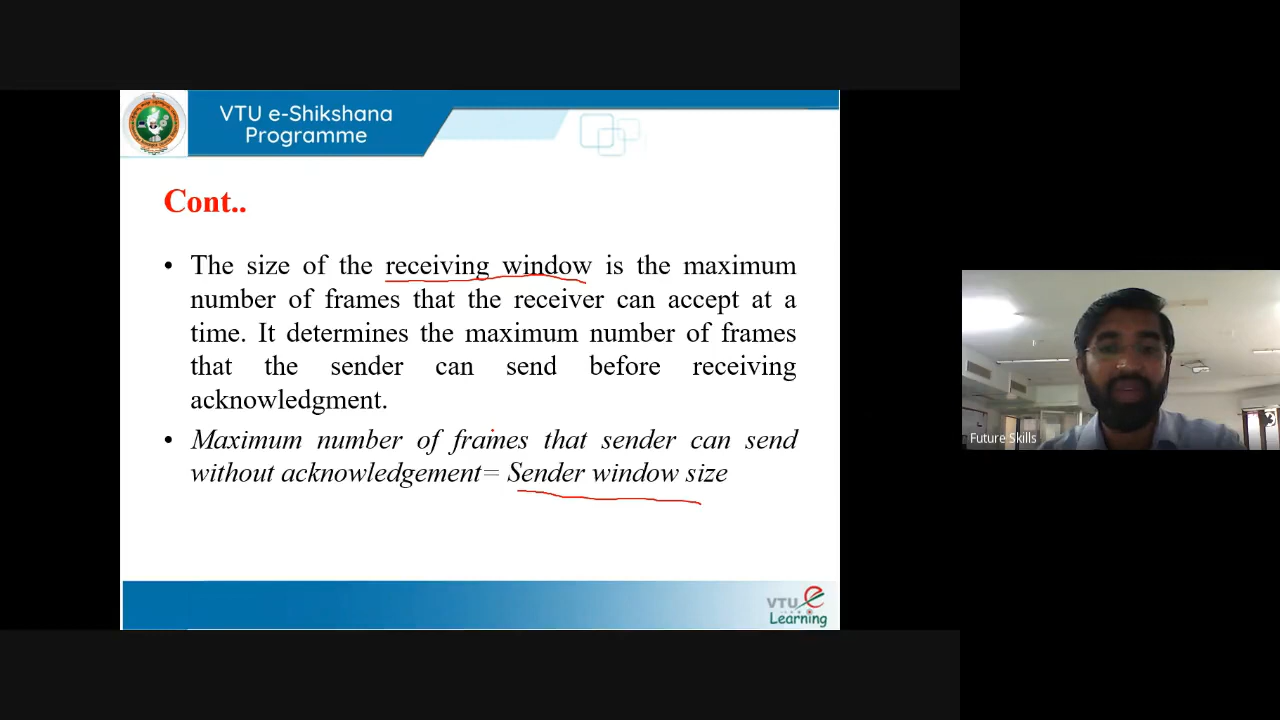 VTU e-Shikshana
Programme
Cont..
• The size of the receiving window is the maximum
number of frames that the receiver can accept at a
time. It determines the maximum number of frames
that the sender can send before receiving
acknowledgment.
• Maximum number of frames that sender can send
without acknowledgement= Sender window size
Future Skills
VTU e
Learning